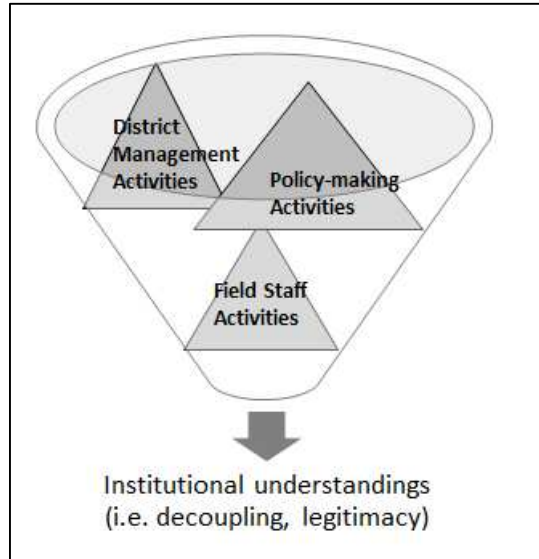 District
Management
Activities
Policy-making
Activities
Field Staff
Activities
Institutional understandings
(i.e. decoupling, legitimacy)